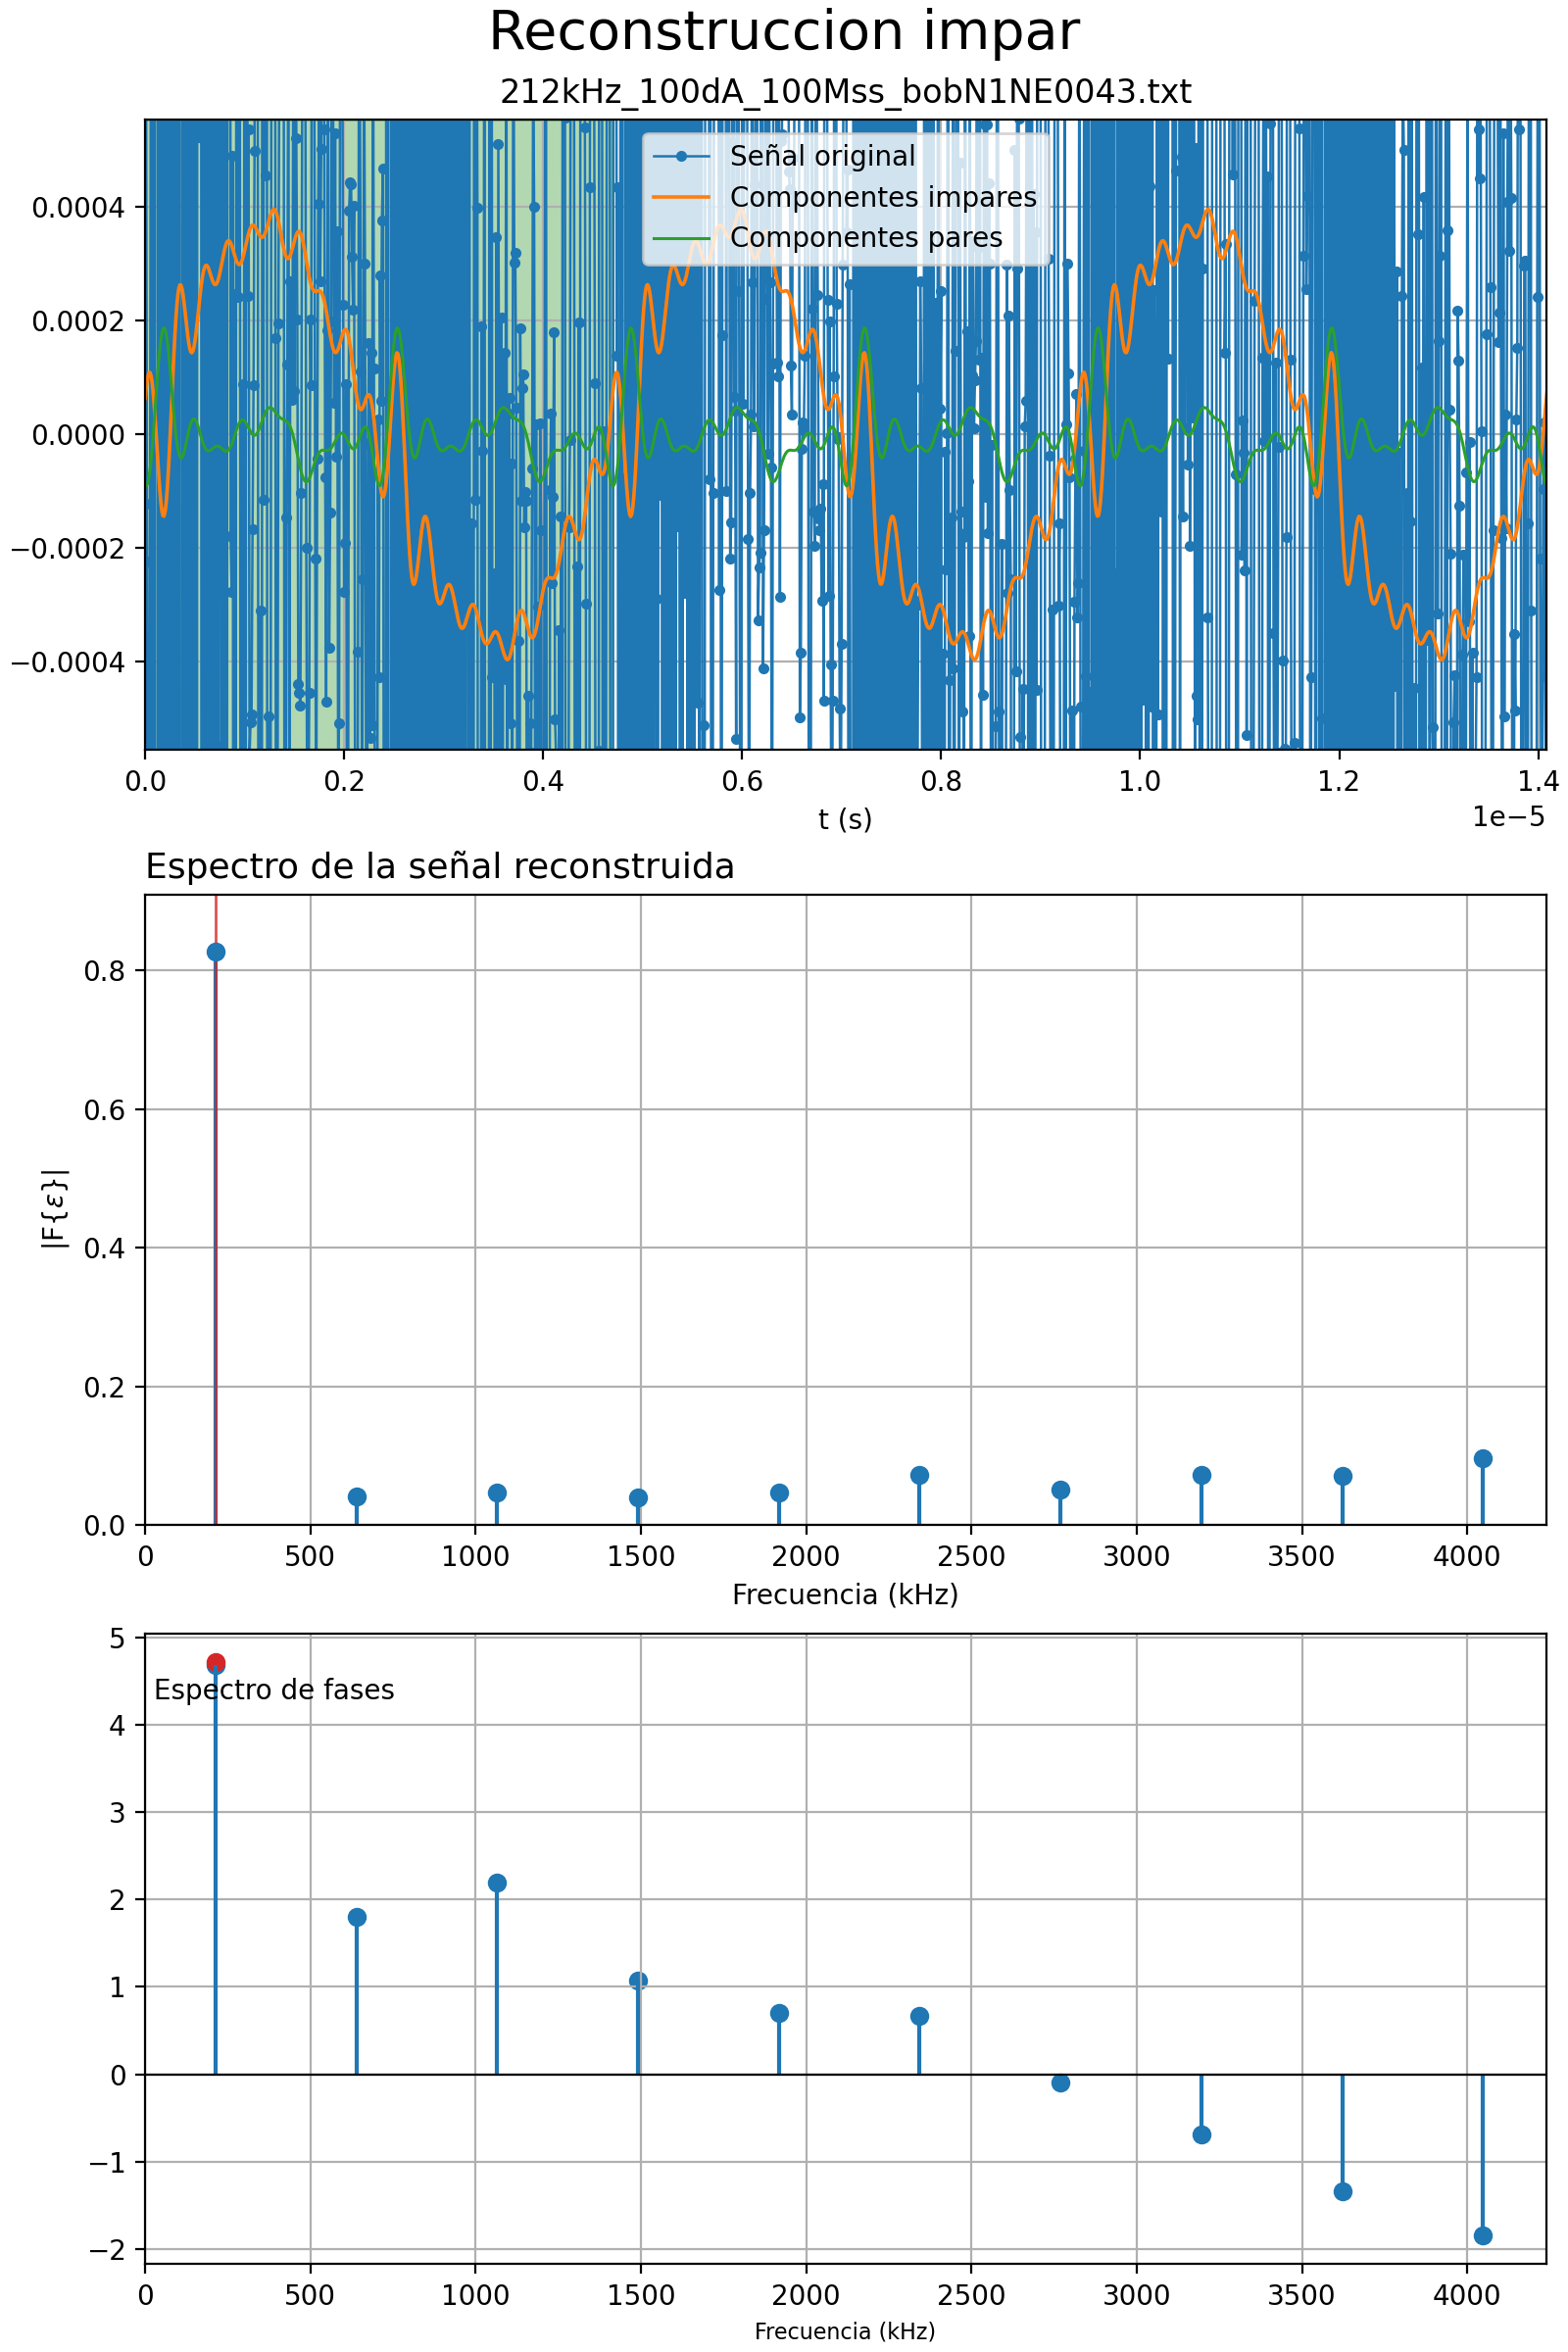 Reconstruccion impar
212kHz_100dA_100Mss_bobN1NE0043.txt
Señal original
Componentes impares
Componentes pares
0.0004
0.0002
0.0000
−0.0002
−0.0004
0.0 0.2 0.4 0.6 0.8 1.0 1.2 1.4
1e−5
t (s)
Espectro de la señal reconstruida
0.8
0.6
0.4
0.2
0.0
|F{ε}|
0 500 1000 1500 2000 2500 3000 3500 4000
Frecuencia (kHz)
5
4
3
2
1
0
−1
−2
Espectro de fases
0 500 1000 1500 2000 2500 3000 3500 4000
Frecuencia (kHz)